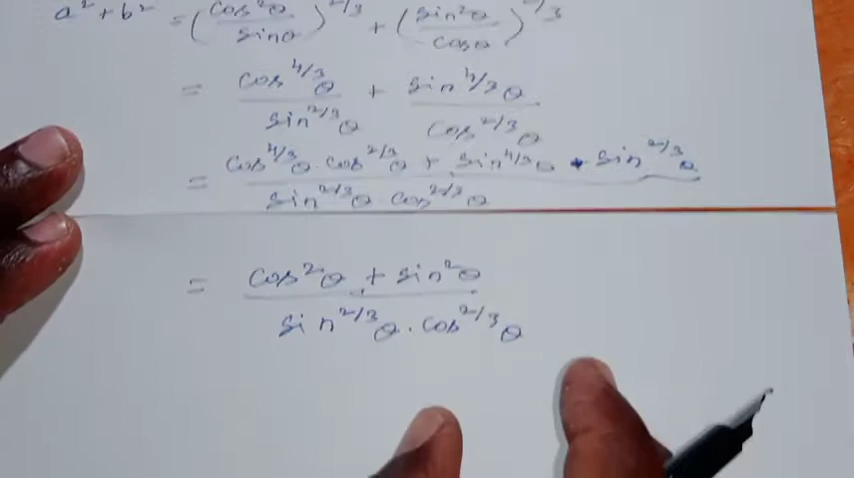 a² + b² = (cos²θ / sinθ)^2/3 + (sin²θ / cosθ)^2/3
= cos^4/3 θ / sin^2/3 θ + sin^4/3 θ / cos^2/3 θ
= cos^4/3 θ · cos^2/3 θ + sin^4/3 θ · sin^2/3 θ / sin^2/3 θ · cos^2/3 θ
= cos²θ + sin²θ / sin^2/3 θ · cos^2/3 θ